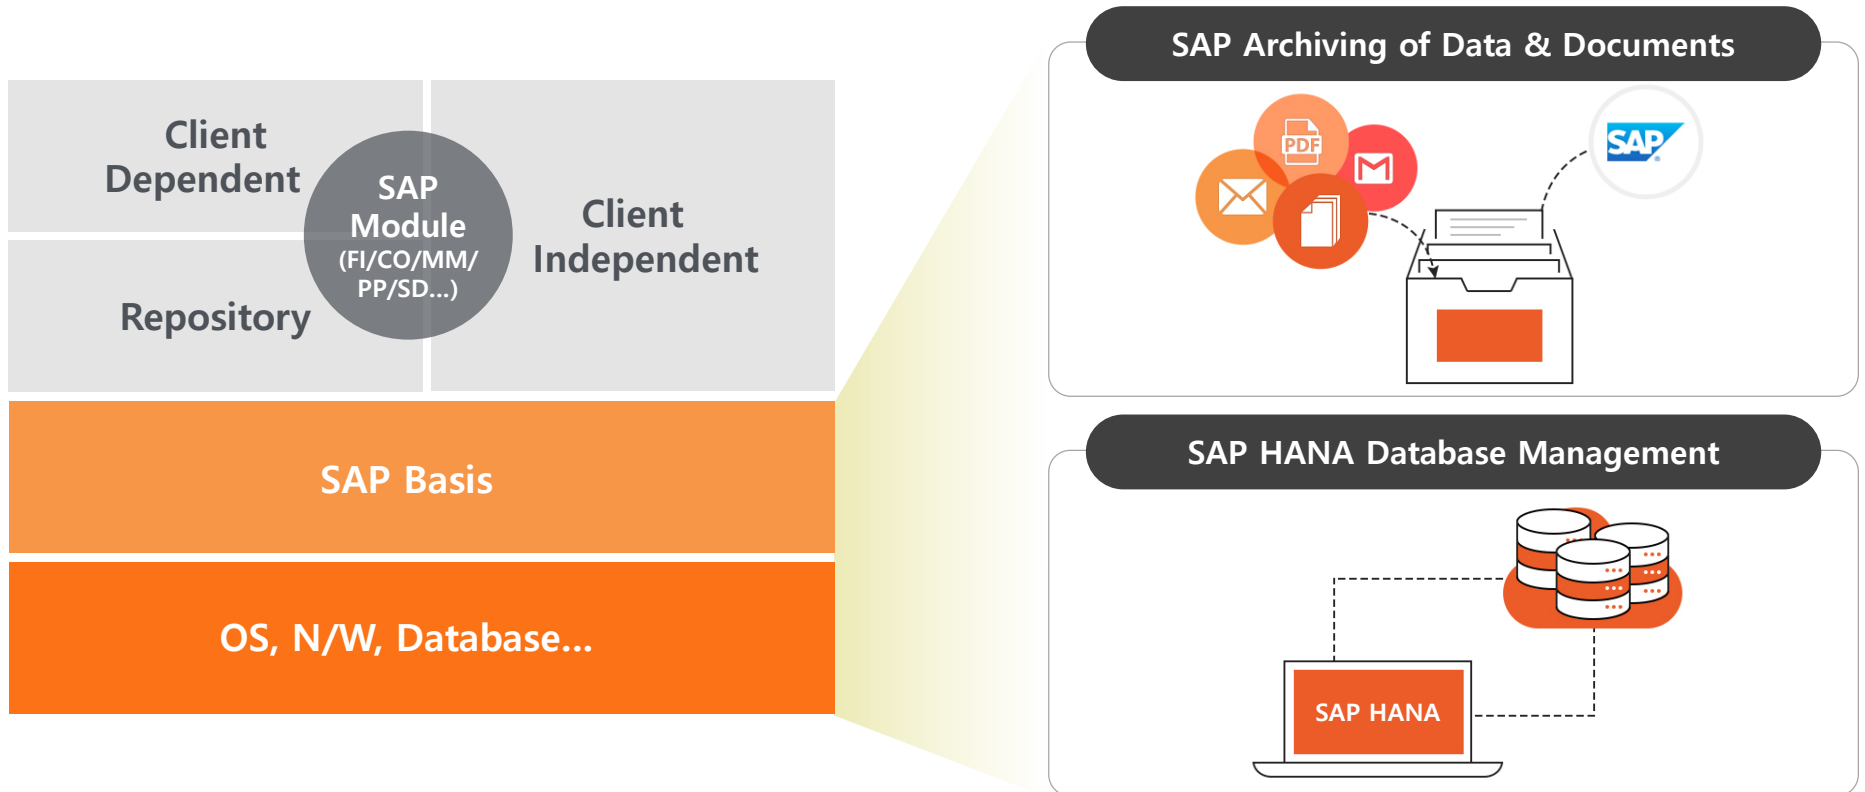 Client
Dependent
SAP
Module
(FI/CO/MM/
PP/SD...)
Client
Independent
Repository
SAP Basis
OS, N/W, Database...
SAP Archiving of Data & Documents
PDF
SAP
®
SAP HANA Database Management
SAP HANA